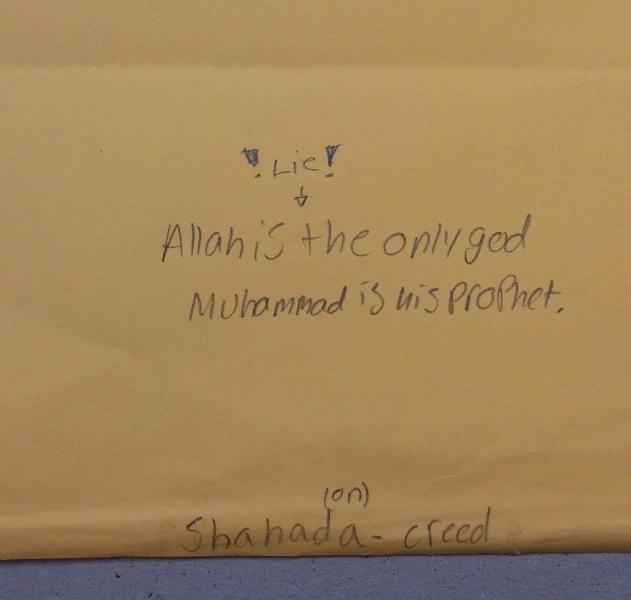 ! Lie!
↓
Allah is the only god
Muhammad is his Prophet.
(on)
Shahada - creed